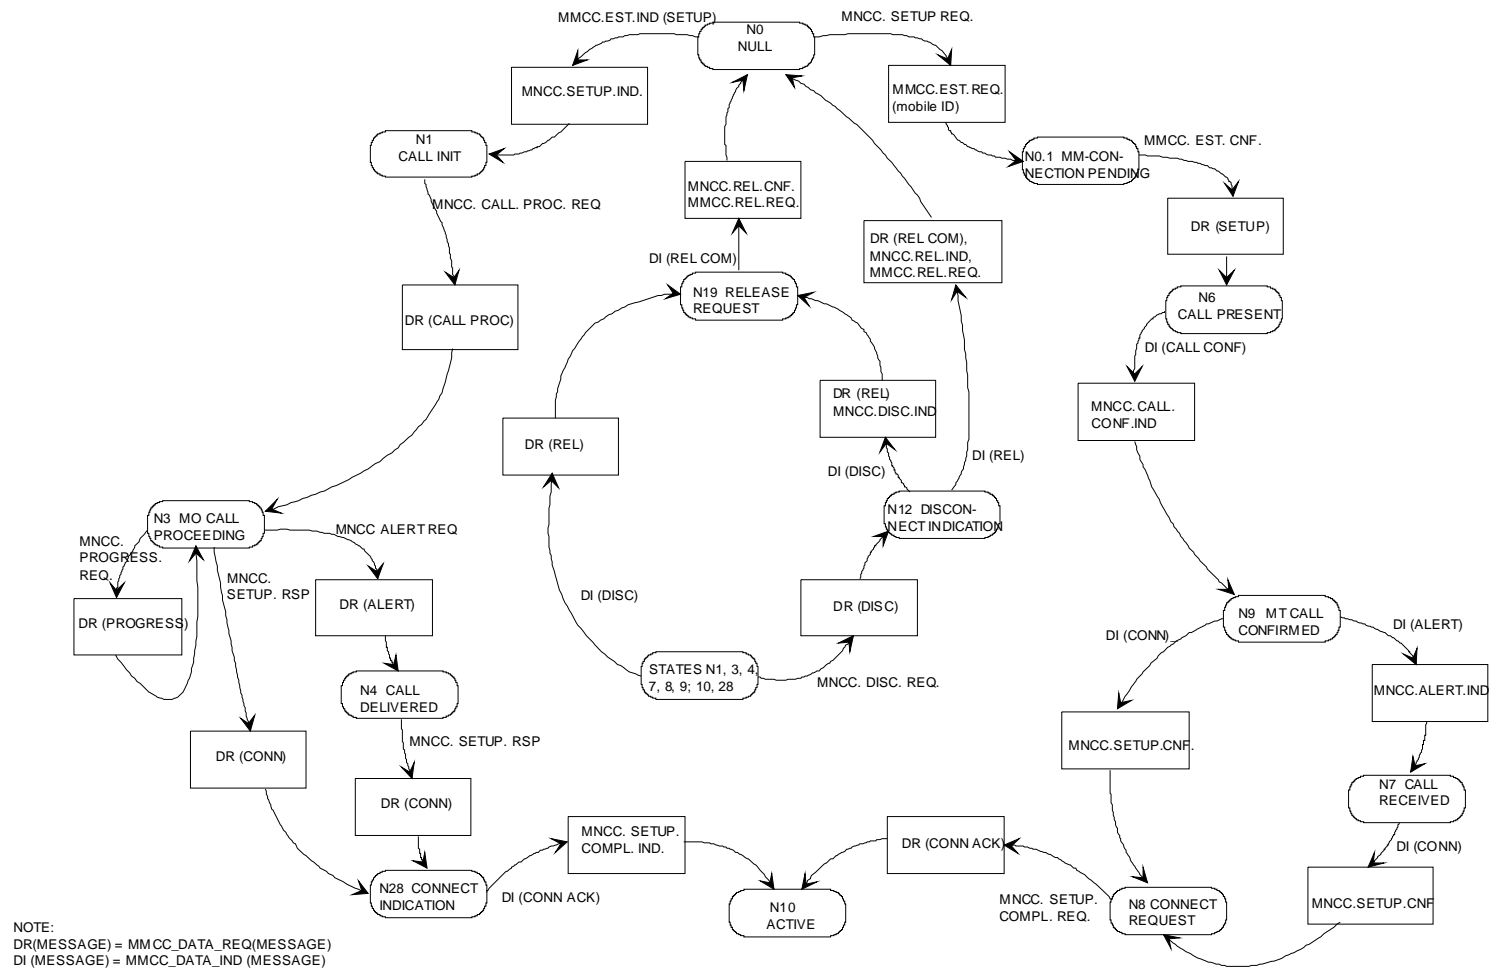 MMCC.EST.IND (SETUP)
N0
NULL
MNCC. SETUP REQ.
MNCC.SETUP.IND.
MMCC.EST.REQ.
(mobile ID)
N1
CALL INIT
N0.1 MM-CON-
NECTION PENDING
MMCC. EST. CNF.
MNCC. CALL. PROC. REQ
MNCC.REL.CNF.
MMCC.REL.REQ.
DR (SETUP)
DR (REL COM),
MNCC.REL.IND,
MMCC.REL.REQ.
DI (REL COM)
N19 RELEASE
REQUEST
N6
CALL PRESENT
DR (CALL PROC)
DI (CALL CONF)
DR (REL)
MNCC.DISC.IND
MNCC.CALL.
CONF.IND
DR (REL)
DI (DISC)
DI (REL)
N12 DISCON-
NECT INDICATION
N3 MO CALL
PROCEEDING
MNCC ALERT REQ
MNCC.
PROGRESS.
REQ.
MNCC.
SETUP. RSP
DR (PROGRESS)
DR (ALERT)
DI (DISC)
DR (DISC)
N9 MT CALL
CONFIRMED
DI (CONN)
DI (ALERT)
STATES N1, 3, 4,
7, 8, 9; 10, 28
MNCC. DISC. REQ.
MNCC.ALERT.IND
N4 CALL
DELIVERED
MNCC. SETUP. RSP
DR (CONN)
MNCC.SETUP.CNF.
N7 CALL
RECEIVED
DR (CONN)
MNCC. SETUP.
COMPL. IND.
DR (CONN ACK)
DI (CONN)
N28 CONNECT
INDICATION
DI (CONN ACK)
N10
ACTIVE
MNCC. SETUP.
COMPL. REQ.
N8 CONNECT
REQUEST
MNCC.SETUP.CNF
NOTE:
DR(MESSAGE) = MMCC_DATA_REQ(MESSAGE)
DI (MESSAGE) = MMCC_DATA_IND (MESSAGE)